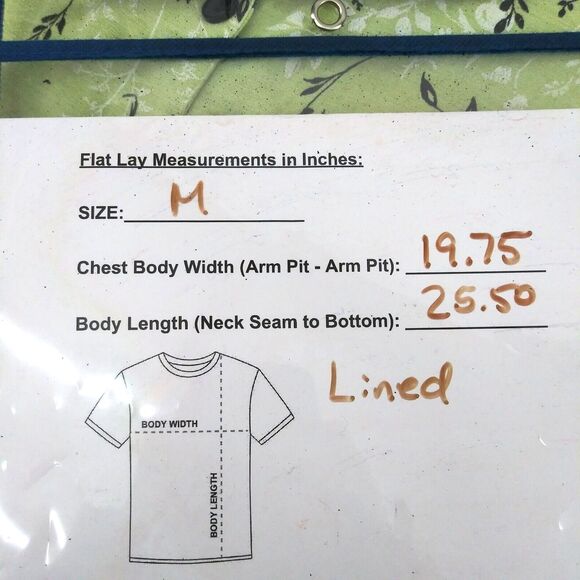 Flat Lay Measurements in Inches:
SIZE: M
Chest Body Width (Arm Pit - Arm Pit): 19.75
Body Length (Neck Seam to Bottom): 25.50
Lined
BODY WIDTH
BODY LENGTH